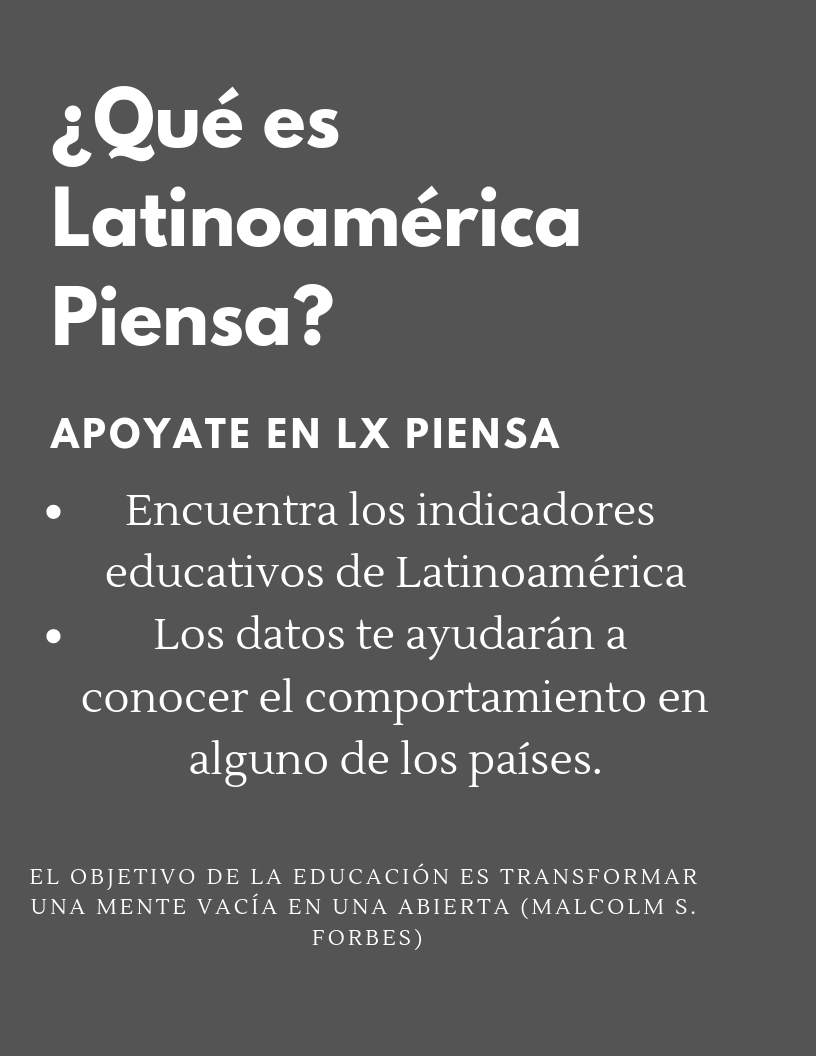 ¿Qué es
Latinoamérica
Piensa?
APOYATE EN LX PIENSA
• Encuentra los indicadores
educativos de Latinoamérica
• Los datos te ayudarán a
conocer el comportamiento en
alguno de los países.
EL OBJETIVO DE LA EDUCACIÓN ES TRANSFORMAR
UNA MENTE VACÍA EN UNA ABIERTA (MALCOLM S.
FORBES)